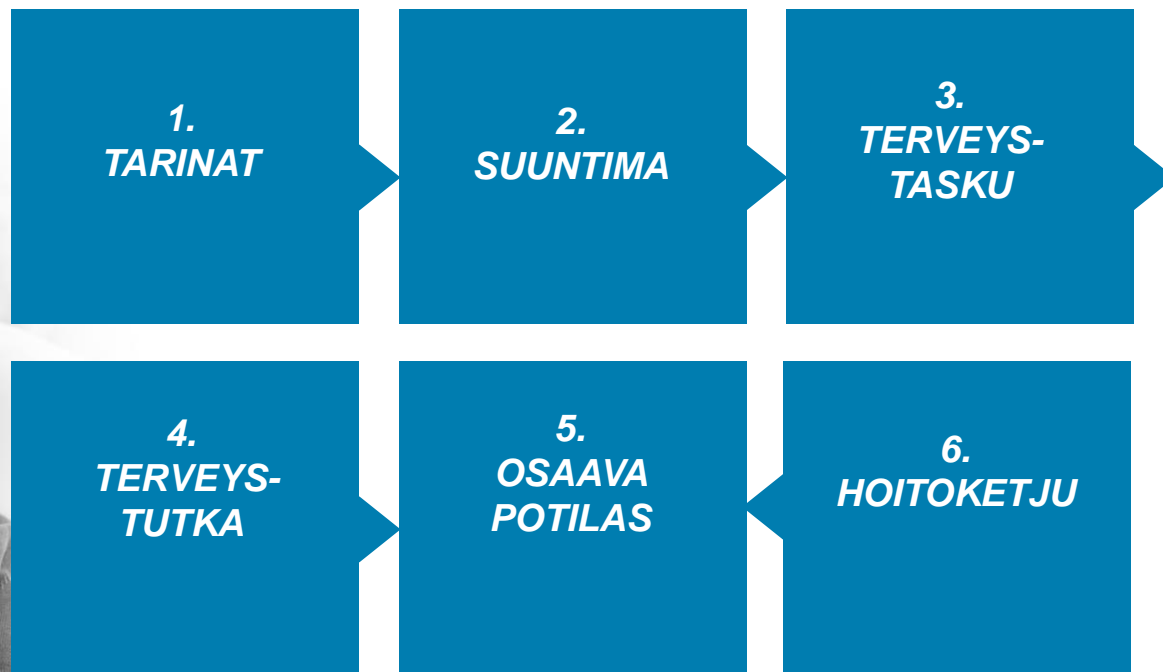 1.
TARINAT
2.
SUUNTIMA
3.
TERVEYS-
TASKU
4.
TERVEYS-
TUTKA
5.
OSAAVA
POTILAS
6.
HOITOKETJU